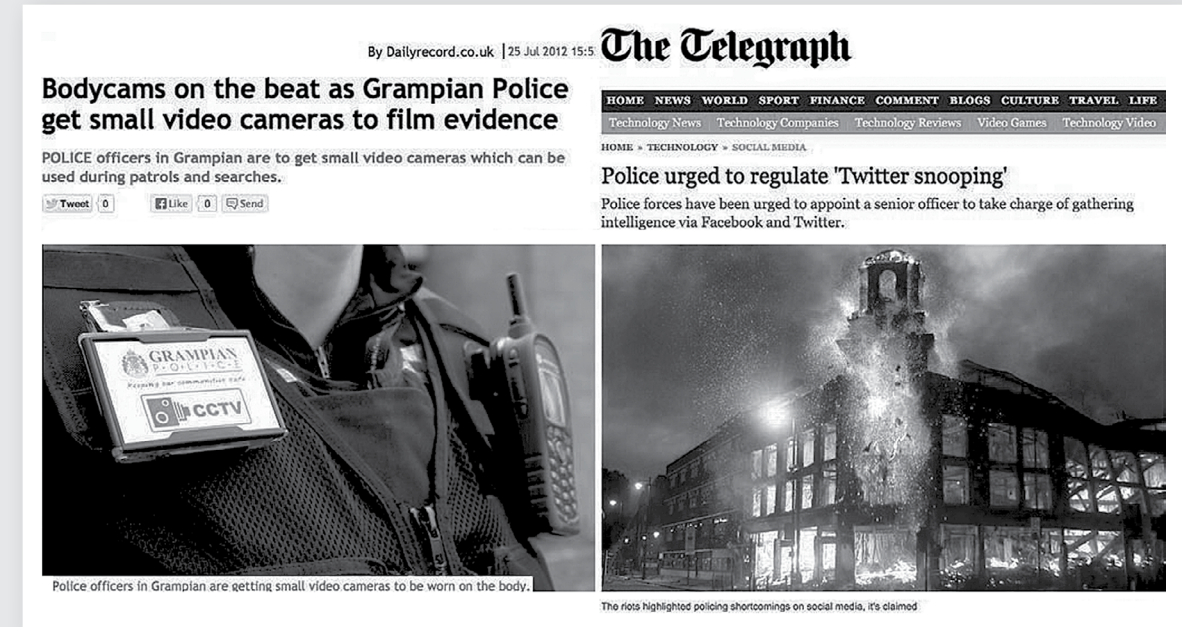 By Dailyrecord.co.uk | 25 Jul 2012 15:5
Bodycams on the beat as Grampian Police
get small video cameras to film evidence
POLICE officers in Grampian are to get small video cameras which can be
used during patrols and searches.
Tweet 0 Like 0 Send
GRAMPIAN
P·O·L·I·C·E
Keeping our communities safe
CCTV
Police officers in Grampian are getting small video cameras to be worn on the body.
The Telegraph
HOME NEWS WORLD SPORT FINANCE COMMENT BLOGS CULTURE TRAVEL LIFE
Technology News Technology Companies Technology Reviews Video Games Technology Video
HOME » TECHNOLOGY » SOCIAL MEDIA
Police urged to regulate 'Twitter snooping'
Police forces have been urged to appoint a senior officer to take charge of gathering
intelligence via Facebook and Twitter.
The riots highlighted policing shortcomings on social media, it's claimed